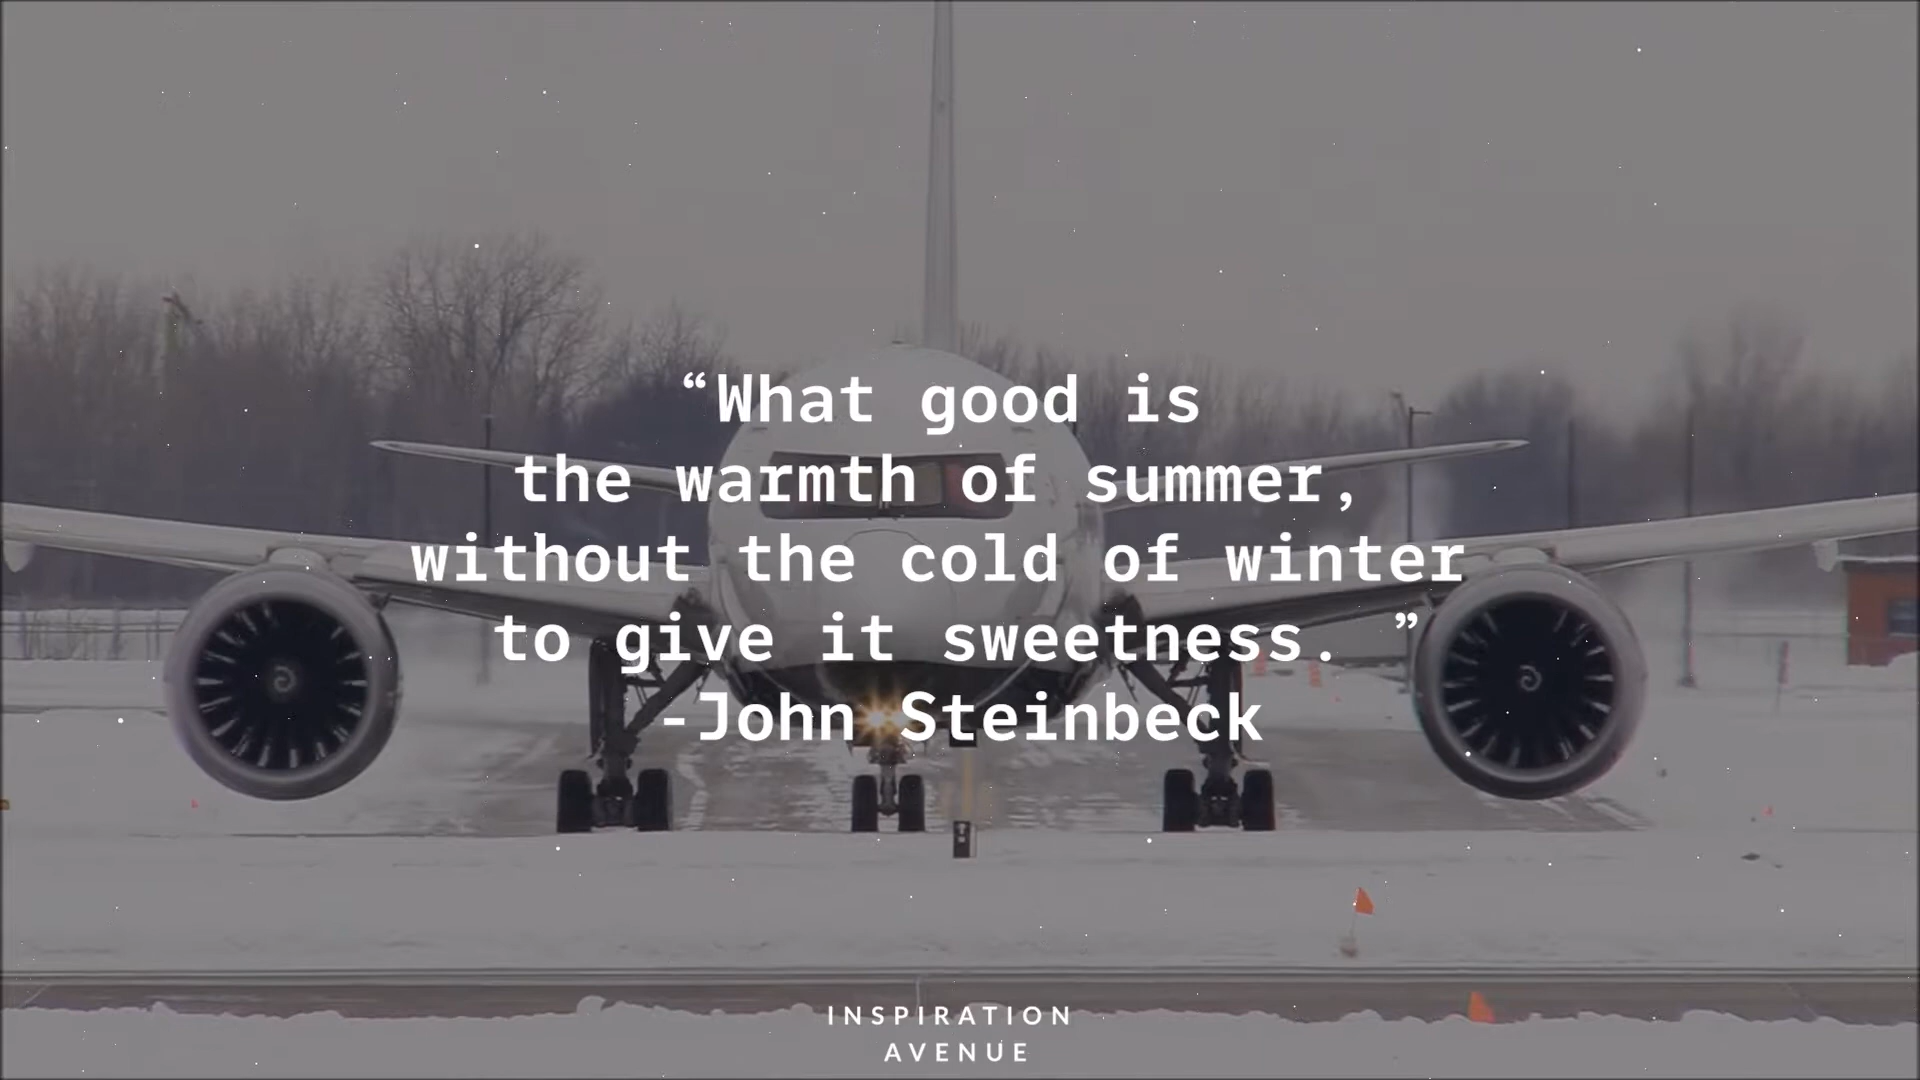 “What good is
the warmth of summer,
without the cold of winter
to give it sweetness. ”
-John Steinbeck
INSPIRATION
AVENUE